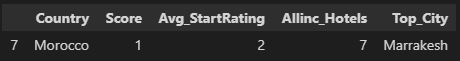 Country Score Avg_StartRating Allinc_Hotels Top_City
7 Morocco 1 2 7 Marrakesh